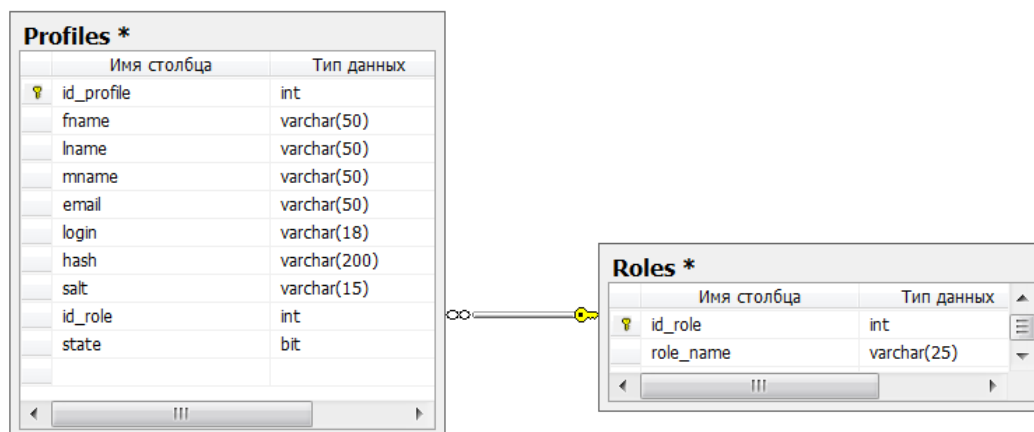 Profiles *
Имя столбца Тип данных
id_profile int
fname varchar(50)
lname varchar(50)
mname varchar(50)
email varchar(50)
login varchar(18)
hash varchar(200)
salt varchar(15)
id_role int
state bit
Roles *
Имя столбца Тип данных
id_role int
role_name varchar(25)